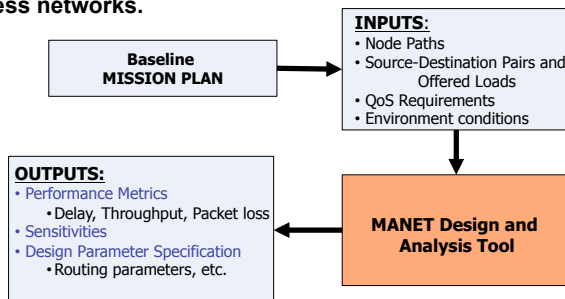 ess networks.
Baseline
MISSION PLAN
INPUTS:
• Node Paths
• Source-Destination Pairs and
Offered Loads
• QoS Requirements
• Environment conditions
OUTPUTS:
• Performance Metrics
•Delay, Throughput, Packet loss
• Sensitivities
• Design Parameter Specification
•Routing parameters, etc.
MANET Design and
Analysis Tool